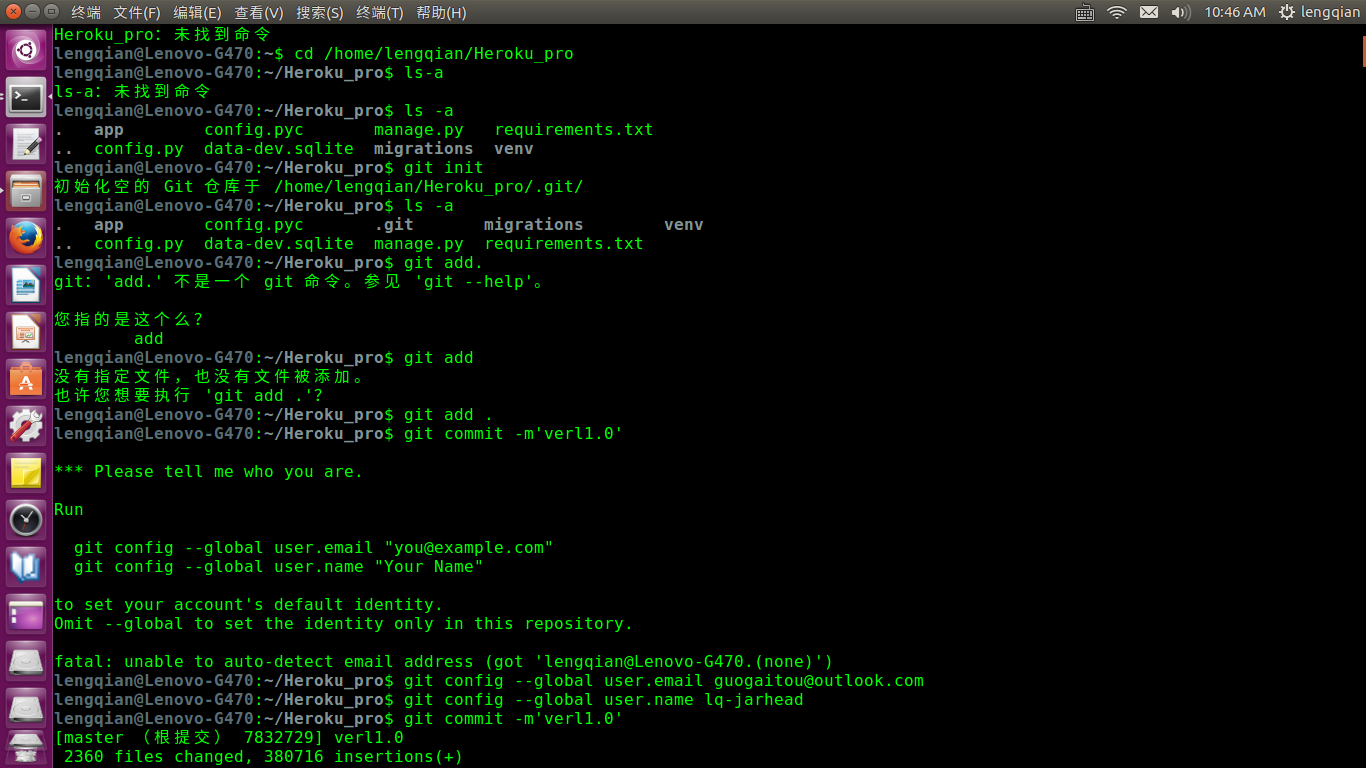 终端 文件(F) 编辑(E) 查看(V) 搜索(S) 终端(T) 帮助(H) 10:46 AM lengqian
Heroku_pro: 未找到命令
lengqian@Lenovo-G470:~$ cd /home/lengqian/Heroku_pro
lengqian@Lenovo-G470:~/Heroku_pro$ ls-a
ls-a: 未找到命令
lengqian@Lenovo-G470:~/Heroku_pro$ ls -a
.   app        config.pyc       manage.py   requirements.txt
..  config.py  data-dev.sqlite  migrations  venv
lengqian@Lenovo-G470:~/Heroku_pro$ git init
初始化空的 Git 仓库于 /home/lengqian/Heroku_pro/.git/
lengqian@Lenovo-G470:~/Heroku_pro$ ls -a
.   app        config.pyc       .git       migrations        venv
..  config.py  data-dev.sqlite  manage.py  requirements.txt
lengqian@Lenovo-G470:~/Heroku_pro$ git add.
git: 'add.' 不是一个 git 命令。参见 'git --help'。
您指的是这个么?
        add
lengqian@Lenovo-G470:~/Heroku_pro$ git add
没有指定文件，也没有文件被添加。
也许您想要执行 'git add .'?
lengqian@Lenovo-G470:~/Heroku_pro$ git add .
lengqian@Lenovo-G470:~/Heroku_pro$ git commit -m'verl1.0'
*** Please tell me who you are.
Run
  git config --global user.email "you@example.com"
  git config --global user.name "Your Name"
to set your account's default identity.
Omit --global to set the identity only in this repository.
fatal: unable to auto-detect email address (got 'lengqian@Lenovo-G470.(none)')
lengqian@Lenovo-G470:~/Heroku_pro$ git config --global user.email guogaitou@outlook.com
lengqian@Lenovo-G470:~/Heroku_pro$ git config --global user.name lq-jarhead
lengqian@Lenovo-G470:~/Heroku_pro$ git commit -m'verl1.0'
[master （根提交） 7832729] verl1.0
 2360 files changed, 380716 insertions(+)